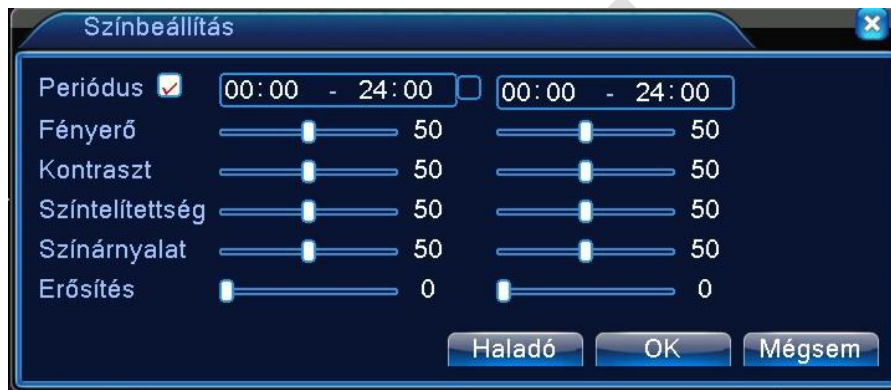 Színbeállítás
Periódus 00:00 - 24:00 00:00 - 24:00
Fényerő 50 50
Kontraszt 50 50
Színtelítettség 50 50
Színárnyalat 50 50
Erősítés 0 0
Haladó OK Mégsem